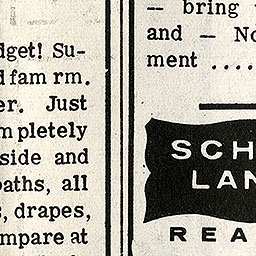 dget! Su-
d fam rm.
er. Just
mpletely
side and
baths, all
s, drapes,
mpare at
— bring
and — No
ment ....
SCH
LAN
REA